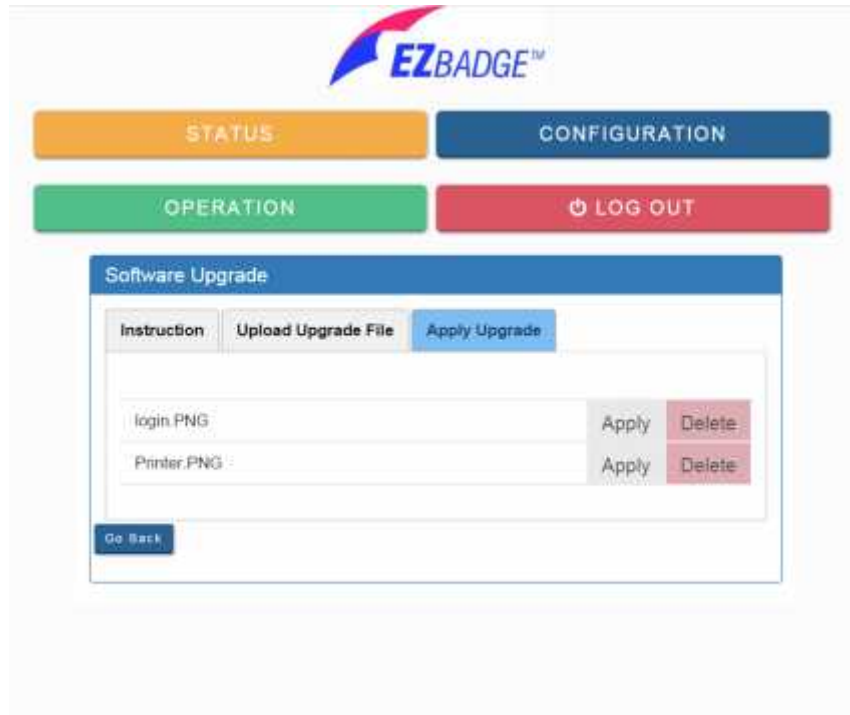 EZBADGE™
STATUS
CONFIGURATION
OPERATION
LOG OUT
Software Upgrade
Instruction
Upload Upgrade File
Apply Upgrade
login.PNG
Apply
Delete
Printer.PNG
Apply
Delete
Go Back